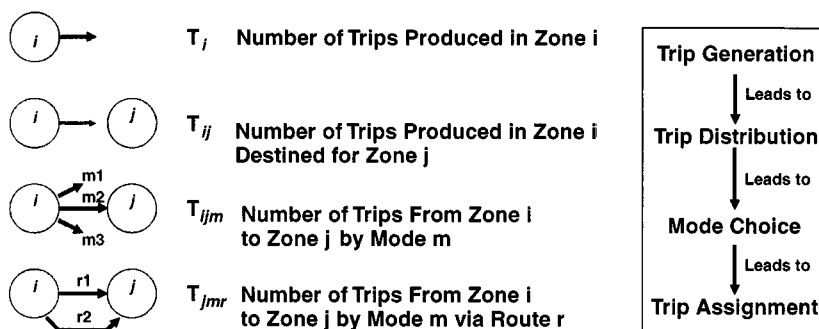 i
T_j Number of Trips Produced in Zone i
i j
T_ij Number of Trips Produced in Zone i
Destined for Zone j
i m1 m2 m3 j
T_ijm Number of Trips From Zone i
to Zone j by Mode m
i r1 r2 j
T_jmr Number of Trips From Zone i
to Zone j by Mode m via Route r
Trip Generation
Leads to
Trip Distribution
Leads to
Mode Choice
Leads to
Trip Assignment